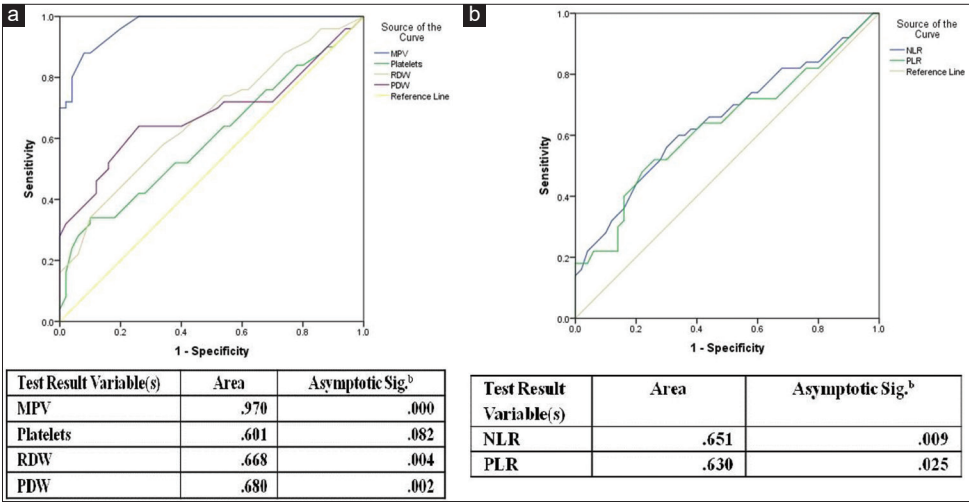 a
Source of the
Curve
MPV
Platelets
RDW
PDW
Reference Line
1.0
0.8
0.6
0.4
0.2
0.0
Sensitivity
0.0 0.2 0.4 0.6 0.8 1.0
1 - Specificity
Test Result Variable(s) Area Asymptotic Sig.b
MPV .970 .000
Platelets .601 .082
RDW .668 .004
PDW .680 .002
b
Source of the
Curve
NLR
PLR
Reference Line
1.0
0.8
0.6
0.4
0.2
0.0
Sensitivity
0.0 0.2 0.4 0.6 0.8 1.0
1 - Specificity
Test Result Area Asymptotic Sig.b
Variable(s)
NLR .651 .009
PLR .630 .025